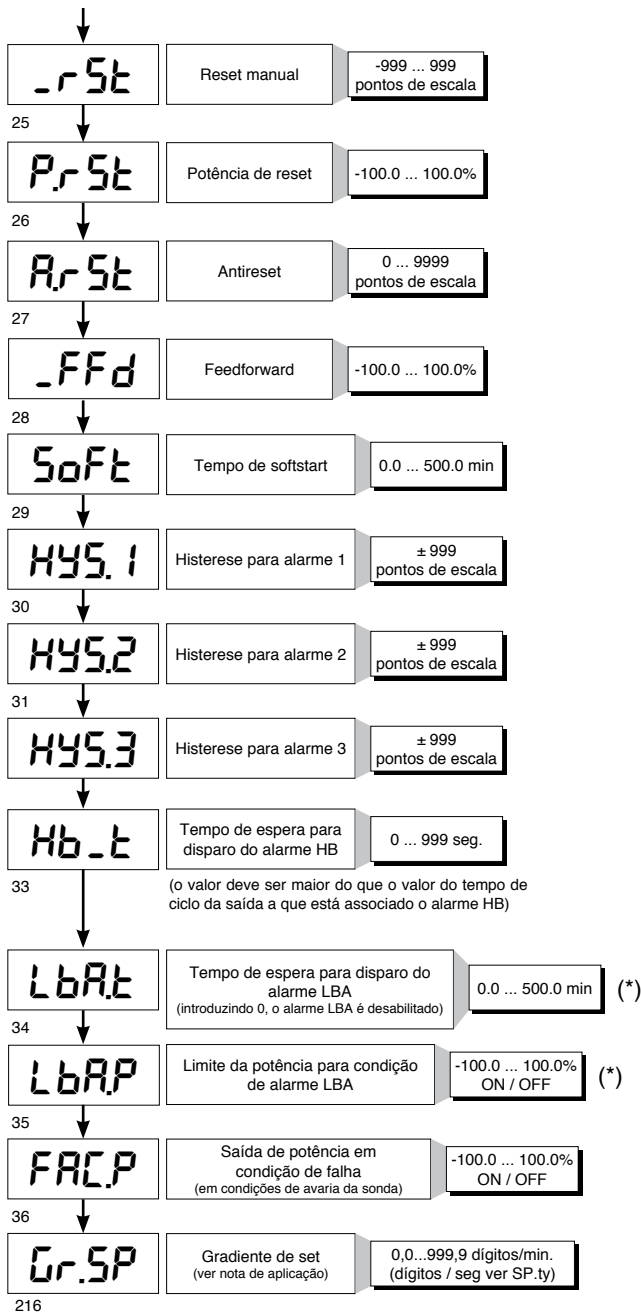 _rSt
Reset manual
-999 ... 999
pontos de escala
25
P.rSt
Potência de reset
-100.0 ... 100.0%
26
A.rSt
Antireset
0 ... 9999
pontos de escala
27
_FFd
Feedforward
-100.0 ... 100.0%
28
SoFt
Tempo de softstart
0.0 ... 500.0 min
29
HYS.1
Histerese para alarme 1
± 999
pontos de escala
30
HYS.2
Histerese para alarme 2
± 999
pontos de escala
31
HYS.3
Histerese para alarme 3
± 999
pontos de escala
Hb_t
Tempo de espera para
disparo do alarme HB
0 ... 999 seg.
33
(o valor deve ser maior do que o valor do tempo de
ciclo da saída a que está associado o alarme HB)
LbA.t
Tempo de espera para disparo do
alarme LBA
(introduzindo 0, o alarme LBA é desabilitado)
0.0 ... 500.0 min
(*)
34
LbA.P
Limite da potência para condição
de alarme LBA
-100.0 ... 100.0%
ON / OFF
(*)
35
FAC.P
Saída de potência em
condição de falha
(em condições de avaria da sonda)
-100.0 ... 100.0%
ON / OFF
36
Gr.SP
Gradiente de set
(ver nota de aplicação)
0,0...999,9 dígitos/min.
(dígitos / seg ver SP.ty)
216